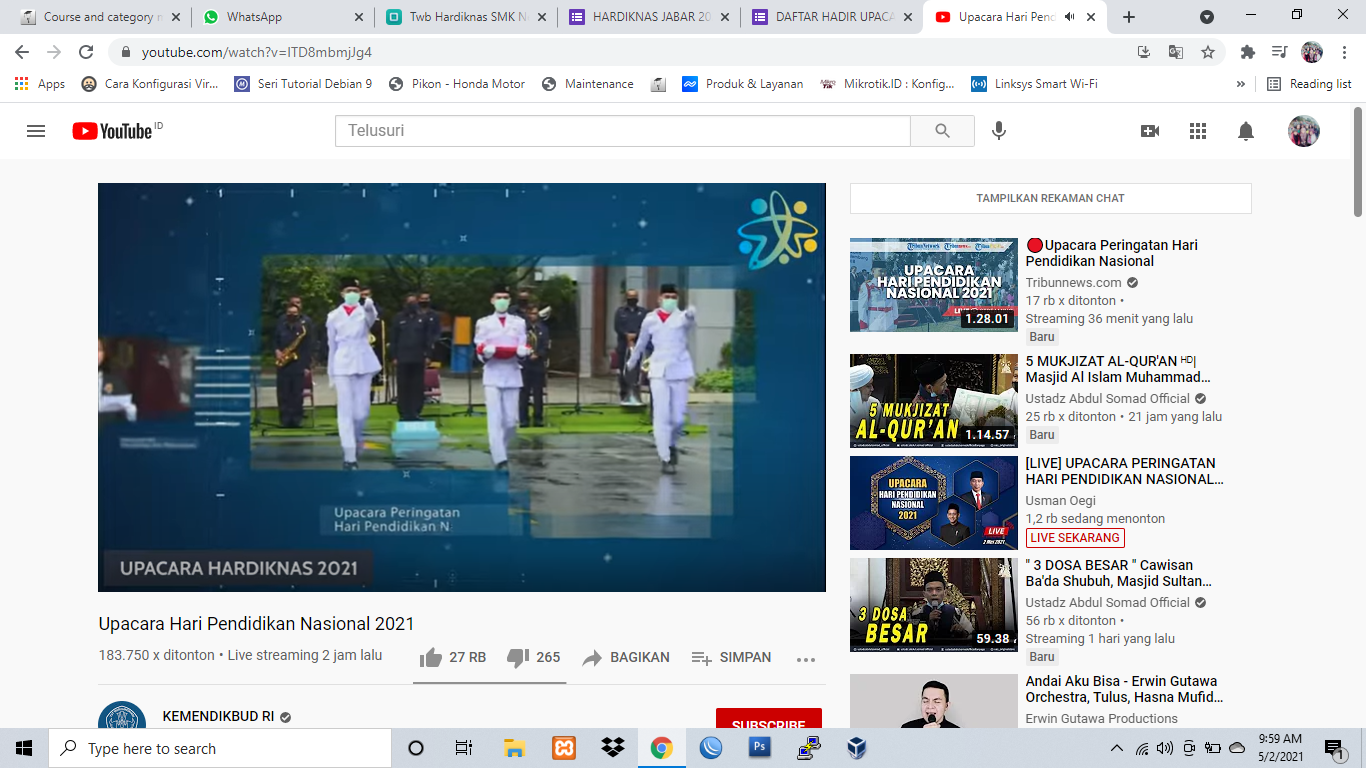 Course and category m
WhatsApp
Twb Hardiknas SMK N
HARDIKNAS JABAR 20
DAFTAR HADIR UPACA
Upacara Hari Pend
youtube.com/watch?v=ITD8mbmjJg4
Apps
Cara Konfigurasi Vir...
Seri Tutorial Debian 9
Pikon - Honda Motor
Maintenance
Produk & Layanan
Mikrotik.ID : Konfig...
Linksys Smart Wi-Fi
»
Reading list
YouTube ID
Telusuri
TAMPILKAN REKAMAN CHAT
Upacara Peringatan
Hari Pendidikan N
UPACARA HARDIKNAS 2021
Upacara Hari Pendidikan Nasional 2021
183.750 x ditonton • Live streaming 2 jam lalu
27 RB
265
BAGIKAN
SIMPAN
KEMENDIKBUD RI
SUBSCRIBE
UPACARA
HARI PENDIDIKAN
NASIONAL 2021
1.28.01
Upacara Peringatan Hari
Pendidikan Nasional
Tribunnews.com
17 rb x ditonton •
Streaming 36 menit yang lalu
Baru
5 MUKJIZAT
AL-QUR'AN
1.14.57
5 MUKJIZAT AL-QUR'AN ᴴᴰ|
Masjid Al Islam Muhammad...
Ustadz Abdul Somad Official
25 rb x ditonton • 21 jam yang lalu
Baru
UPACARA
HARI PENDIDIKAN
NASIONAL
2021
LIVE
2 MEI 2021
[LIVE] UPACARA PERINGATAN
HARI PENDIDIKAN NASIONAL...
Usman Oegi
1,2 rb sedang menonton
LIVE SEKARANG
3 DOSA
BESAR
59.38
" 3 DOSA BESAR " Cawisan
Ba'da Shubuh, Masjid Sultan...
Ustadz Abdul Somad Official
56 rb x ditonton •
Streaming 1 hari yang lalu
Baru
Andai Aku Bisa - Erwin Gutawa
Orchestra, Tulus, Hasna Mufid...
Erwin Gutawa Productions
Type here to search
Ps
9:59 AM
5/2/2021
1